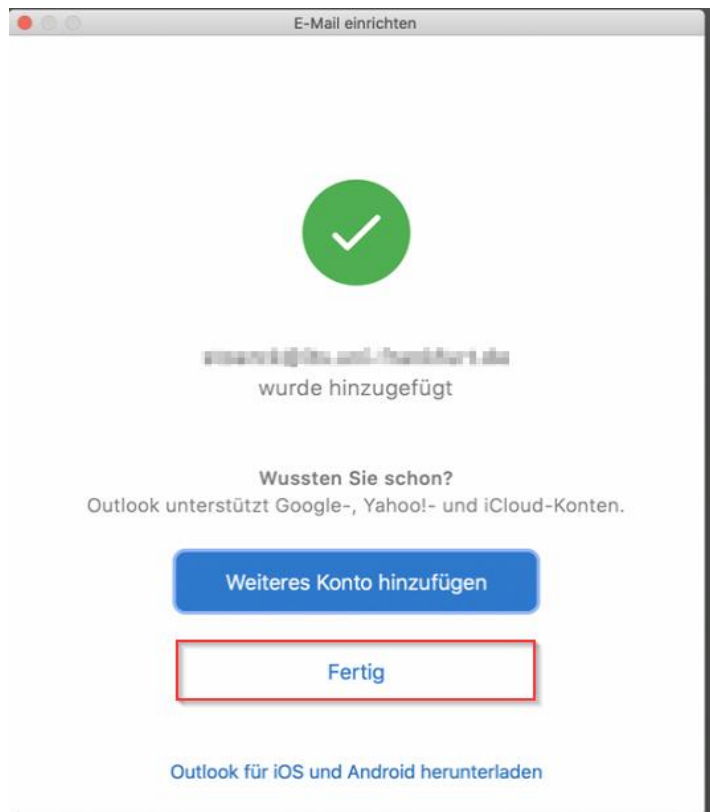 E-Mail einrichten
wurde hinzugefügt
Wussten Sie schon?
Outlook unterstützt Google-, Yahoo!- und iCloud-Konten.
Weiteres Konto hinzufügen
Fertig
Outlook für iOS und Android herunterladen